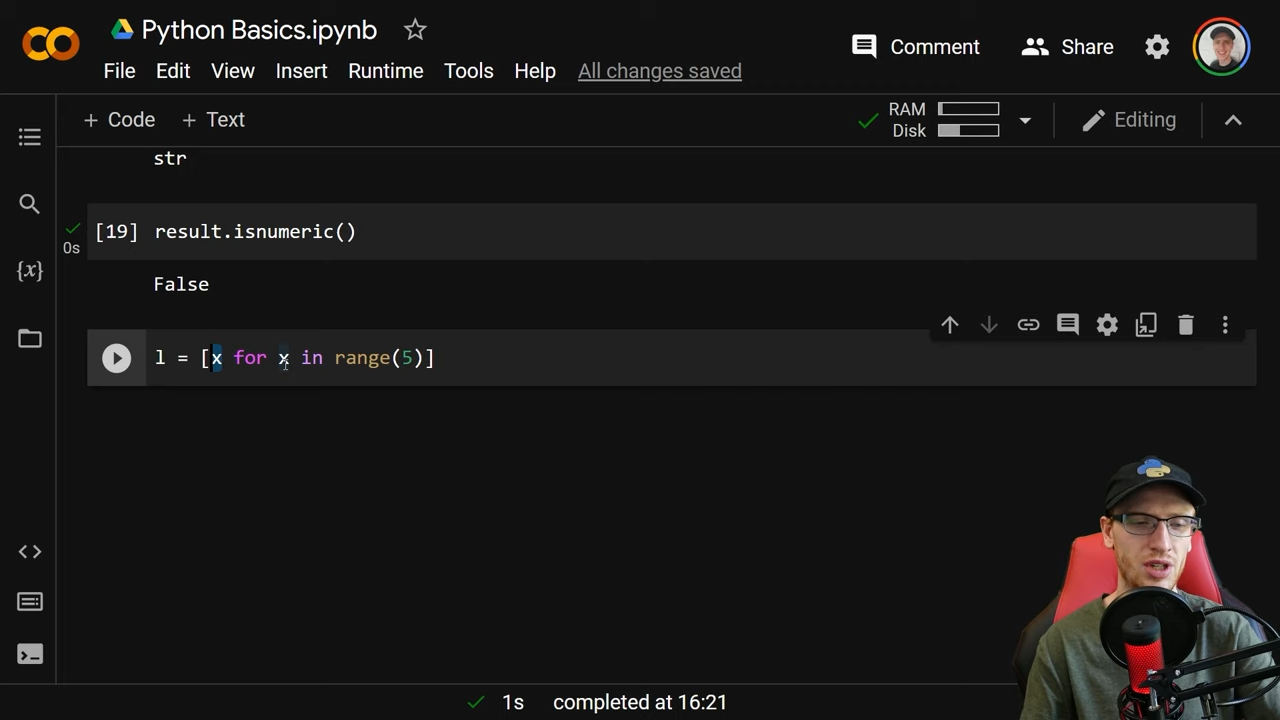 Python Basics.ipynb
Comment
Share
File Edit View Insert Runtime Tools Help All changes saved
+ Code + Text
RAM
Disk
Editing
str
[19] result.isnumeric()
0s
False
{x}
l = [x for x in range(5)]
1s completed at 16:21